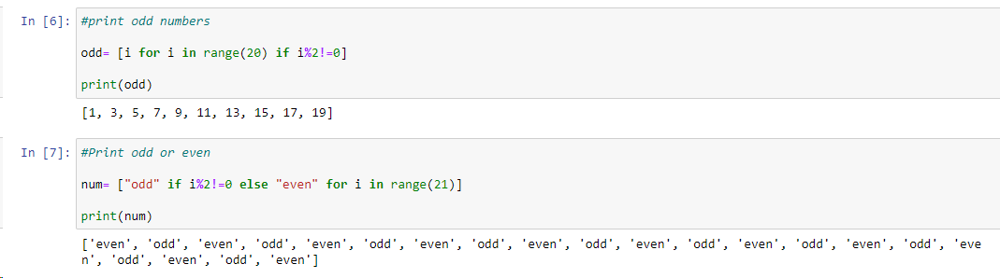 In [6]: #print odd numbers
odd= [i for i in range(20) if i%2!=0]
print(odd)
[1, 3, 5, 7, 9, 11, 13, 15, 17, 19]
In [7]: #Print odd or even
num= ["odd" if i%2!=0 else "even" for i in range(21)]
print(num)
['even', 'odd', 'even', 'odd', 'even', 'odd', 'even', 'odd', 'even', 'odd', 'even', 'odd', 'even', 'odd', 'even', 'odd', 'eve
n', 'odd', 'even', 'odd', 'even']